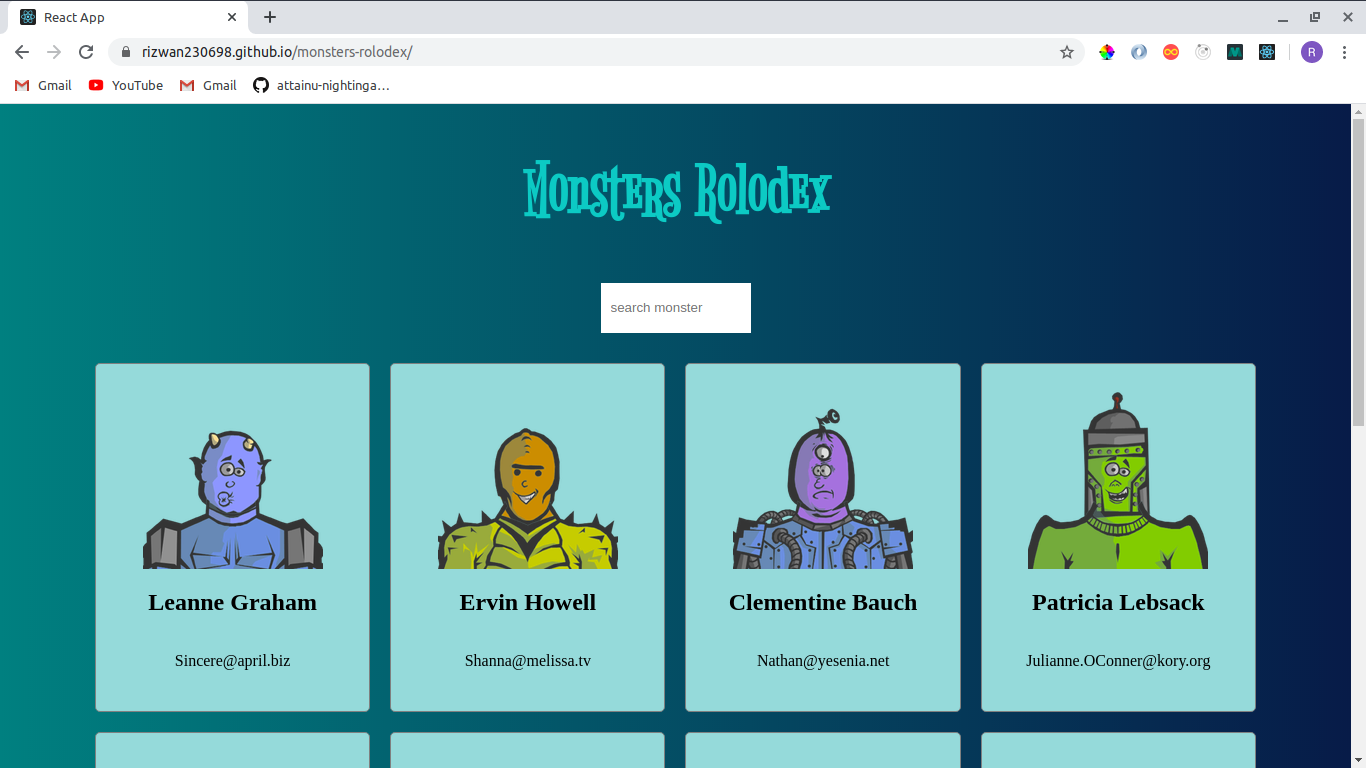 React App
rizwan230698.github.io/monsters-rolodex/
R
Gmail YouTube Gmail attainu-nightinga...
Monsters Rolodex
search monster
Leanne Graham Ervin Howell Clementine Bauch Patricia Lebsack
Sincere@april.biz Shanna@melissa.tv Nathan@yesenia.net Julianne.OConner@kory.org